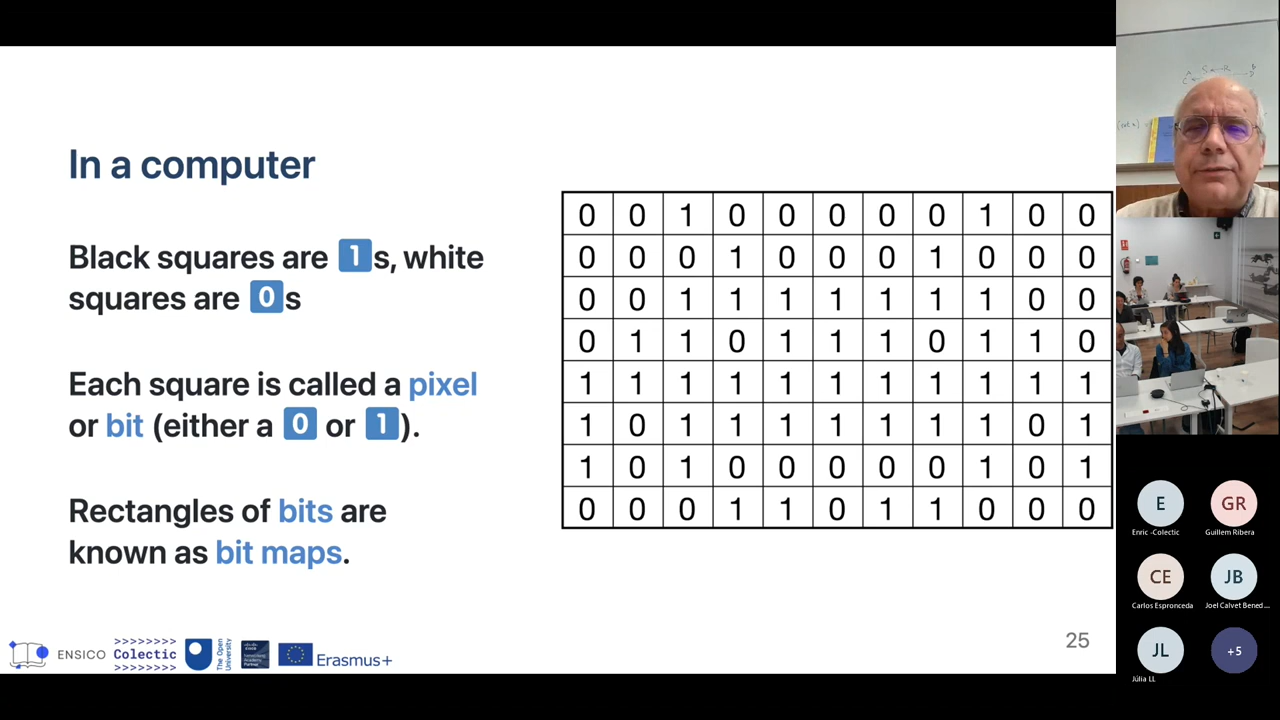 In a computer
Black squares are 1s, white
squares are 0s
Each square is called a pixel
or bit (either a 0 or 1).
Rectangles of bits are
known as bit maps.
0 0 1 0 0 0 0 0 1 0 0
0 0 0 1 0 0 0 1 0 0 0
0 0 1 1 1 1 1 1 1 0 0
0 1 1 0 1 1 1 0 1 1 0
1 1 1 1 1 1 1 1 1 1 1
1 0 1 1 1 1 1 1 1 0 1
1 0 1 0 0 0 0 0 1 0 1
0 0 0 1 1 0 1 1 0 0 0
ENSICO
>>>>>>>>
Colectic
>>>>>>>>
The Open
University
Erasmus+
25
E
Enric -Colectic
GR
Guillem Ribera
CE
Carlos Espronceda
JB
Joel Calvet Bened...
JL
Júlia LL
+5